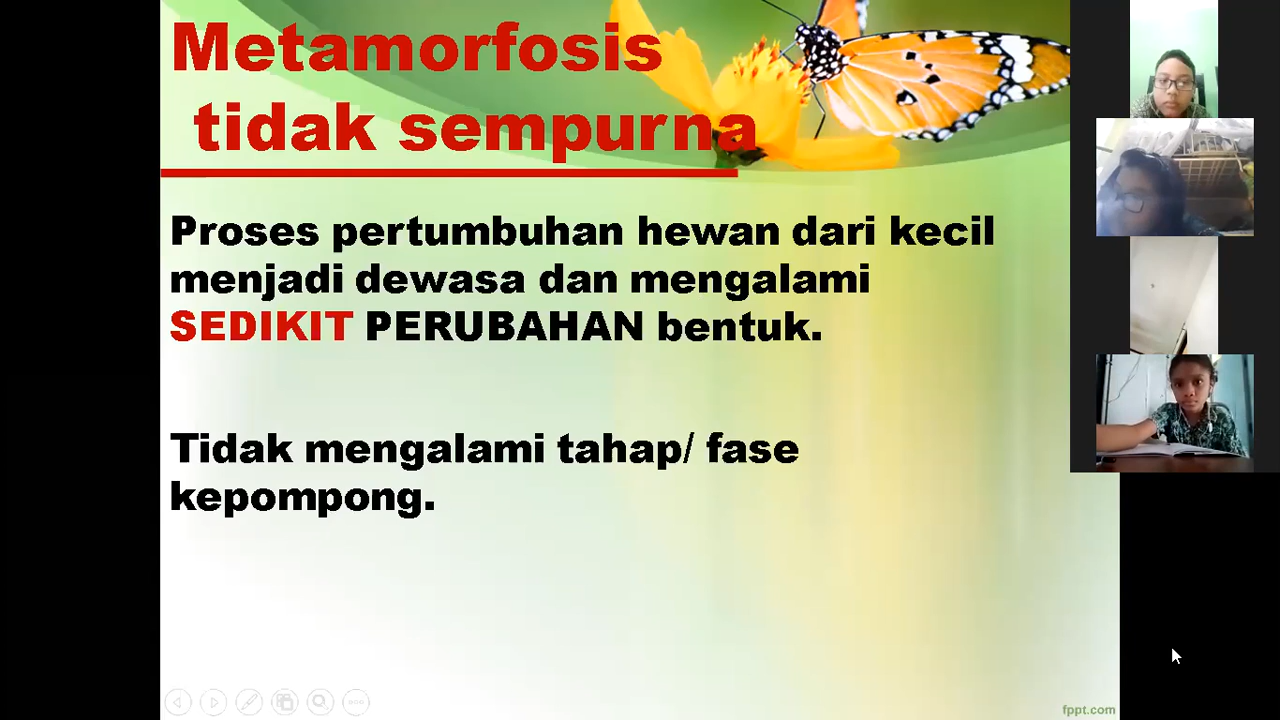 Metamorfosis
tidak sempurna
Proses pertumbuhan hewan dari kecil
menjadi dewasa dan mengalami
SEDIKIT PERUBAHAN bentuk.
Tidak mengalami tahap/ fase
kepompong.
fppt.com